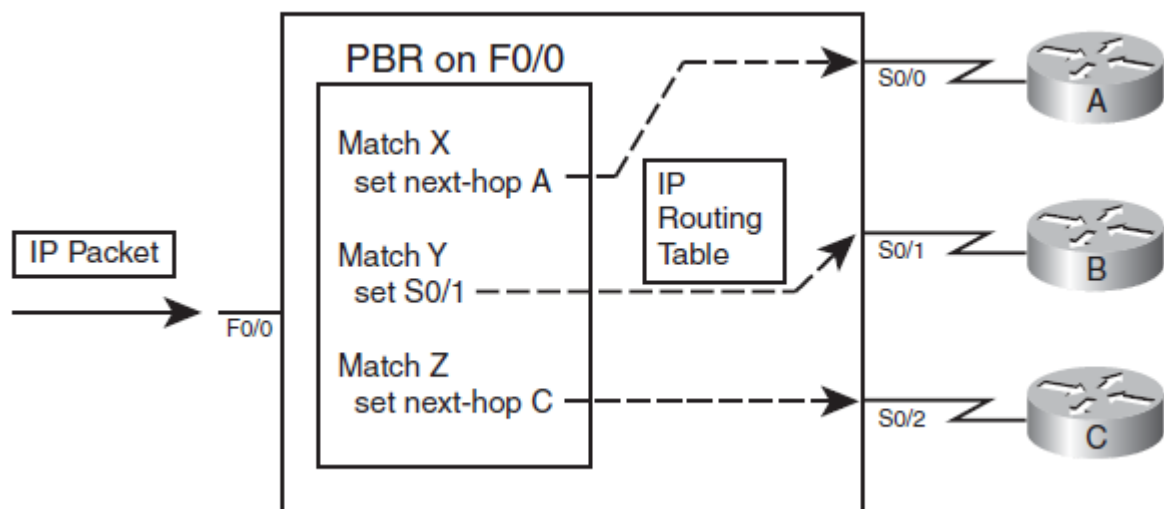 PBR on F0/0
Match X
set next-hop A
Match Y
set S0/1
Match Z
set next-hop C
IP
Routing
Table
IP Packet
F0/0
S0/0
A
S0/1
B
S0/2
C